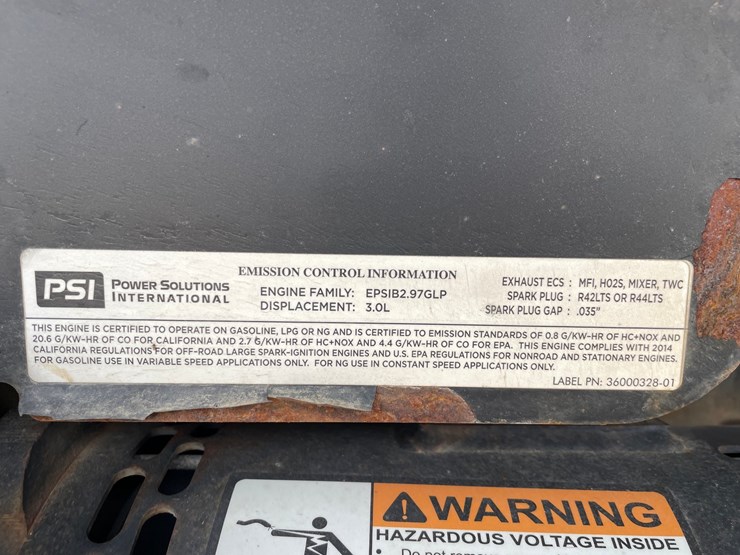 PSI POWER SOLUTIONS
INTERNATIONAL
EMISSION CONTROL INFORMATION
ENGINE FAMILY: EPSIB2.97GLP
DISPLACEMENT: 3.0L
EXHAUST ECS : MFI, H02S, MIXER, TWC
SPARK PLUG : R42LTS OR R44LTS
SPARK PLUG GAP : .035"
THIS ENGINE IS CERTIFIED TO OPERATE ON GASOLINE, LPG OR NG AND IS CERTIFIED TO EMISSION STANDARDS OF 0.8 G/KW-HR OF HC+NOX AND
20.6 G/KW-HR OF CO FOR CALIFORNIA AND 2.7 G/KW-HR OF HC+NOX AND 4.4 G/KW-HR OF CO FOR EPA. THIS ENGINE COMPLIES WITH 2014
CALIFORNIA REGULATIONS FOR OFF-ROAD LARGE SPARK-IGNITION ENGINES AND U.S. EPA REGULATIONS FOR NONROAD AND STATIONARY ENGINES.
FOR GASOLINE USE IN VARIABLE SPEED APPLICATIONS ONLY. FOR NG USE IN CONSTANT SPEED APPLICATIONS ONLY.
LABEL PN: 36000328-01
WARNING
HAZARDOUS VOLTAGE INSIDE
• Do not